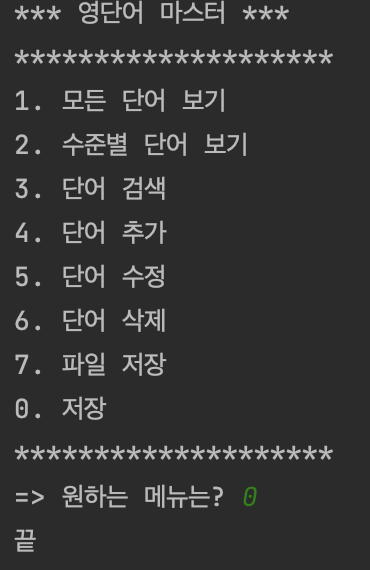 *** 영단어 마스터 ***
********************
1. 모든 단어 보기
2. 수준별 단어 보기
3. 단어 검색
4. 단어 추가
5. 단어 수정
6. 단어 삭제
7. 파일 저장
0. 저장
********************
=> 원하는 메뉴는? 0
끝